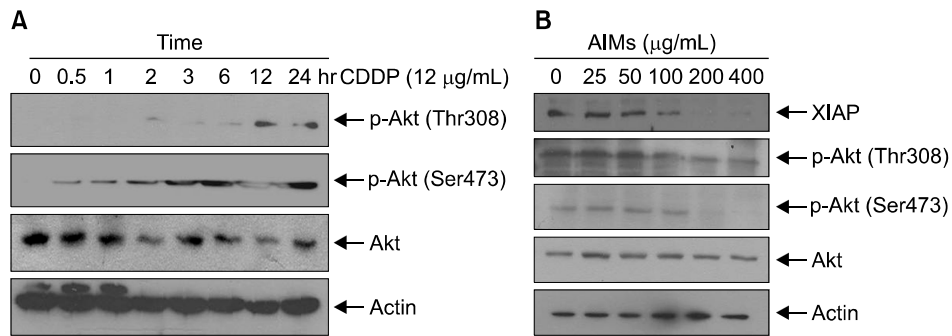 A
Time
0 0.5 1 2 3 6 12 24 hr CDDP (12 μg/mL)
p-Akt (Thr308)
p-Akt (Ser473)
Akt
Actin
B
AIMs (μg/mL)
0 25 50 100 200 400
XIAP
p-Akt (Thr308)
p-Akt (Ser473)
Akt
Actin